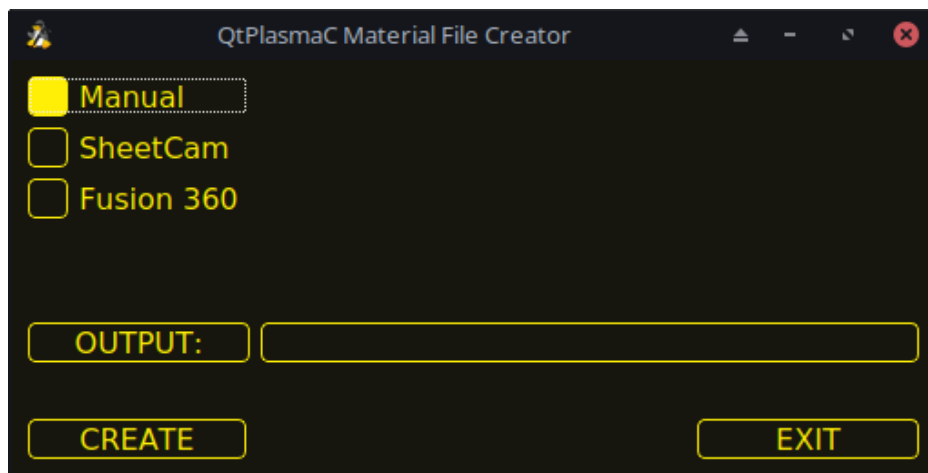 QtPlasmaC Material File Creator
Manual
SheetCam
Fusion 360
OUTPUT:
CREATE
EXIT